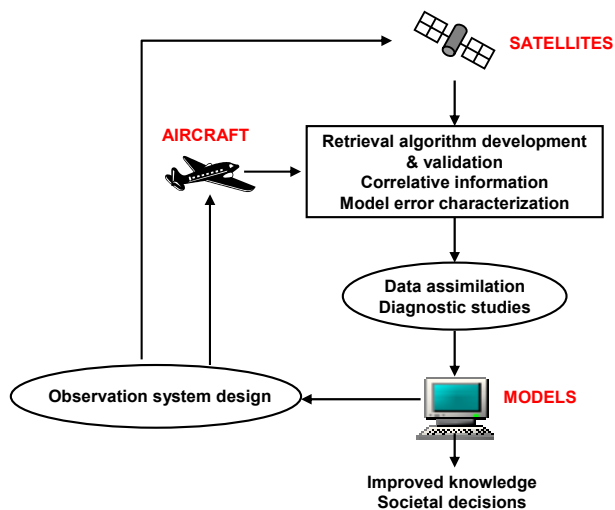 SATELLITES
AIRCRAFT
Retrieval algorithm development
& validation
Correlative information
Model error characterization
Data assimilation
Diagnostic studies
Observation system design
MODELS
Improved knowledge
Societal decisions